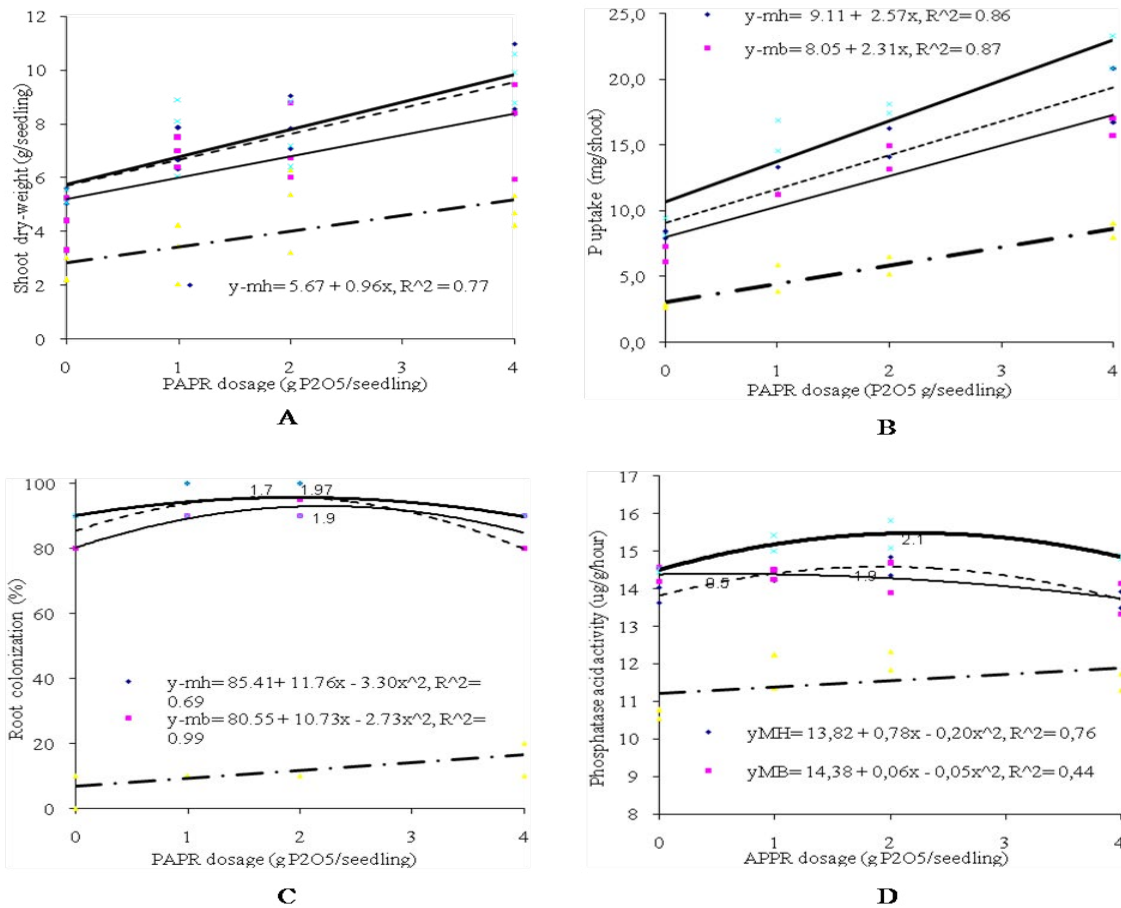 12
10
8
6
4
2
0
Shoot dry-weight (g/seedling)
y-mh= 5.67 + 0.96x, R^2 = 0.77
0 1 2 3 4
PAPR dosage (g P2O5/seedling)
A
25,0
20,0
15,0
10,0
5,0
0,0
P uptake (mg/shoot)
y-mh= 9.11 + 2.57x, R^2= 0.86
y-mb= 8.05 + 2.31x, R^2= 0.87
0 1 2 3 4
PAPR dosage (P2O5 g/seedling)
B
100
80
60
40
20
0
Root colonization (%)
1.7 1.97
1.9
y-mh= 85.41+ 11.76x - 3.30x^2, R^2=
0.69
y-mb= 80.55 + 10.73x - 2.73x^2, R^2=
0.99
0 1 2 3 4
PAPR dosage (g P2O5/seedling)
C
17
16
15
14
13
12
11
10
9
8
Phosphatase acid activity (ug/g/hour)
2.1
1.9
yMH= 13,82 + 0,78x - 0,20x^2, R^2= 0,76
yMB= 14,38 + 0,06x - 0,05x^2, R^2= 0,44
0 1 2 3 4
APPR dosage (g P2O5/seedling)
D